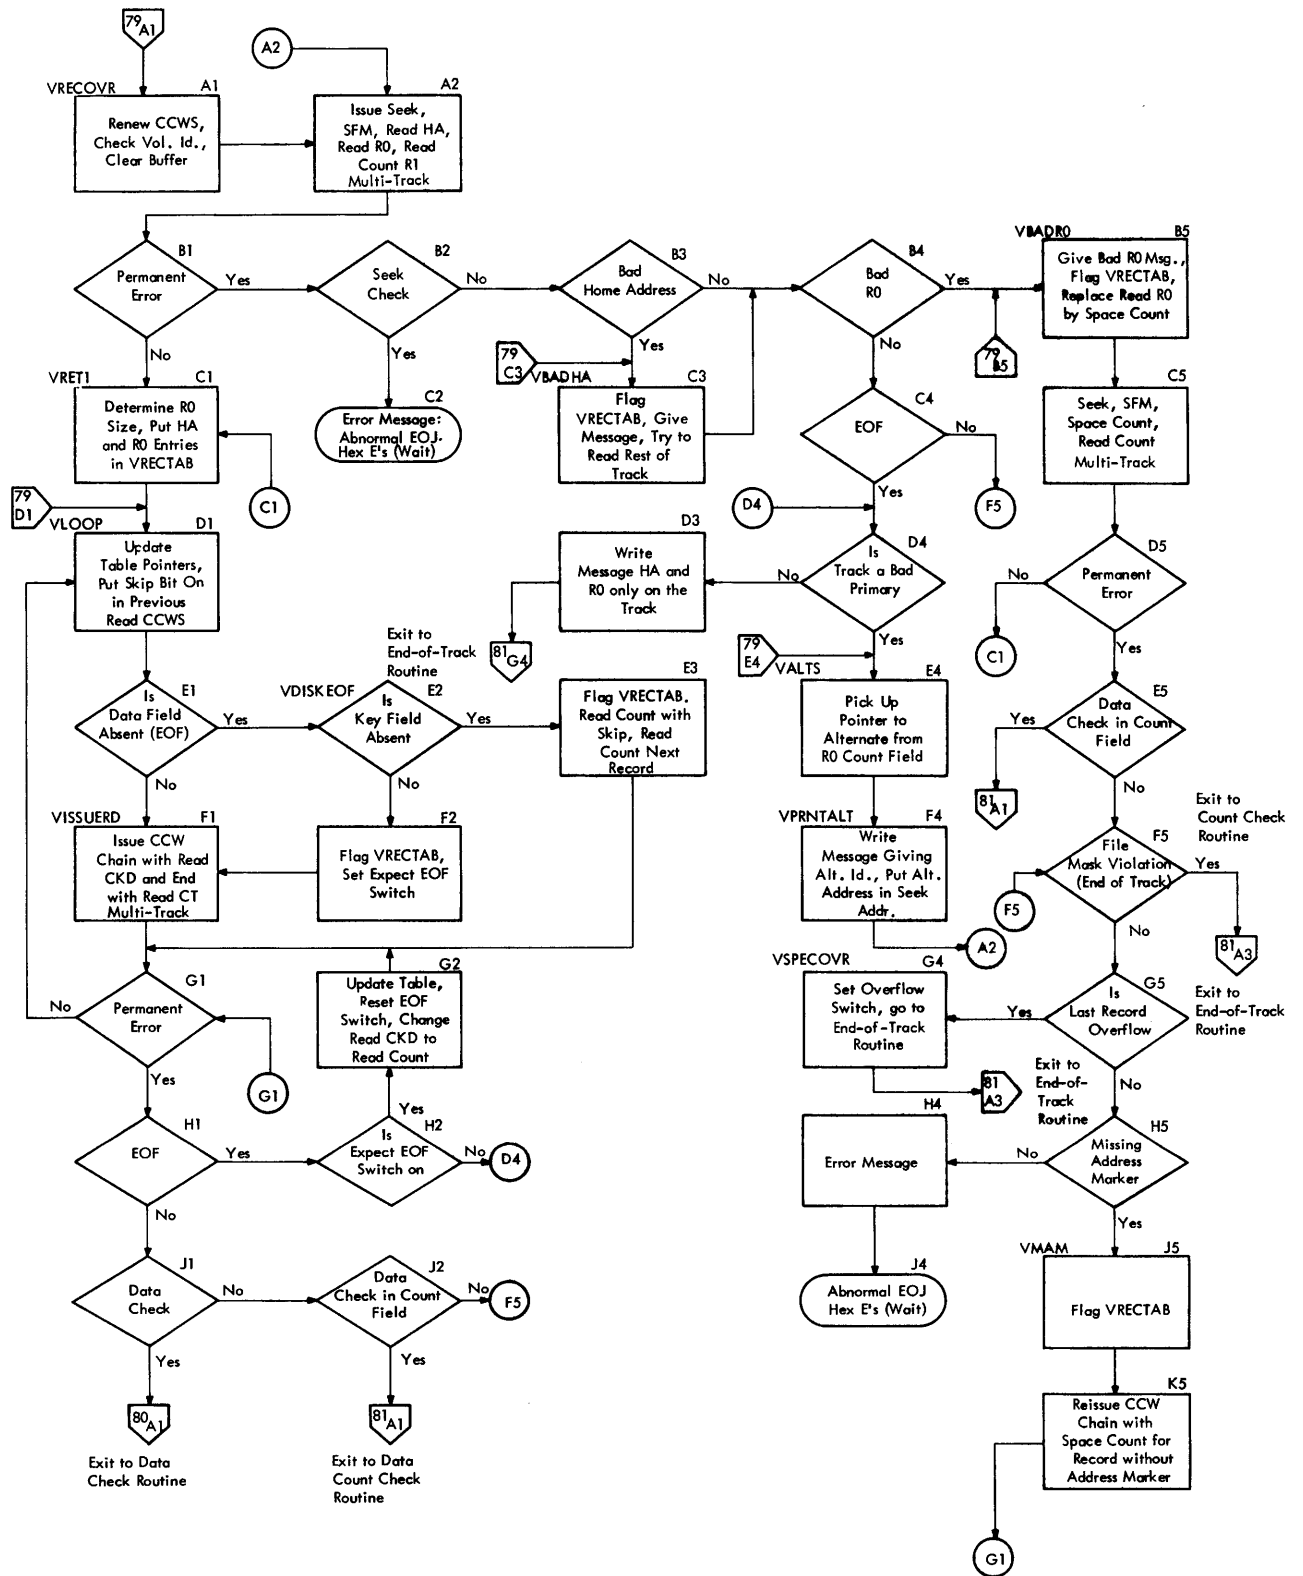 79
A1
A2
VRECOVR
A1
Renew CCWS,
Check Vol. Id.,
Clear Buffer
A2
Issue Seek,
SFM, Read HA,
Read R0, Read
Count R1
Multi-Track
B1
Permanent
Error
Yes
No
B2
Seek
Check
No
Yes
B3
Bad
Home Address
No
Yes
B4
Bad
R0
Yes
No
VBADR0
B5
Give Bad R0 Msg.,
Flag VRECTAB,
Replace Read R0
by Space Count
79
B5
VRET1
C1
Determine R0
Size, Put HA
and R0 Entries
in VRECTAB
C1
C2
Error Message:
Abnormal EOJ-
Hex E's (Wait)
79
C3
VBADHA
C3
Flag
VRECTAB, Give
Message, Try to
Read Rest of
Track
C4
EOF
No
Yes
F5
C5
Seek, SFM,
Space Count,
Read Count
Multi-Track
79
D1
VLOOP
D1
Update
Table Pointers,
Put Skip Bit On
in Previous
Read CCWS
D3
Write
Message HA and
R0 only on the
Track
81
G4
D4
D4
Is
Track a Bad
Primary
No
Yes
D5
Permanent
Error
No
Yes
C1
E1
Is
Data Field
Absent (EOF)
Yes
No
Exit to
End-of-Track
Routine
VDISKEOF
E2
Is
Key Field
Absent
Yes
No
E3
Flag VRECTAB.
Read Count with
Skip, Read
Count Next
Record
79
E4
VALTS
E4
Pick Up
Pointer to
Alternate from
R0 Count Field
E5
Data
Check in Count
Field
Yes
No
81
A1
VISSUERD
F1
Issue CCW
Chain with Read
CKD and End
with Read CT
Multi-Track
F2
Flag VRECTAB,
Set Expect EOF
Switch
VPRNTALT
F4
Write
Message Giving
Alt. Id., Put Alt.
Address in Seek
Addr.
A2
Exit to
Count Check
Routine
F5
File
Mask Violation
(End of Track)
Yes
No
F5
81
A3
G1
Permanent
Error
No
Yes
G1
G2
Update Table,
Reset EOF
Switch, Change
Read CKD to
Read Count
VSPECOVR
G4
Set Overflow
Switch, go to
End-of-Track
Routine
81
A3
Exit to
End-of-
Track
Routine
G5
Is
Last Record
Overflow
Yes
No
Exit to
End-of-Track
Routine
H1
EOF
Yes
No
H2
Yes
Is
Expect EOF
Switch on
No
D4
H4
Error Message
H5
Missing
Address
Marker
No
Yes
J1
Data
Check
No
Yes
J2
Data
Check in Count
Field
No
Yes
F5
J4
Abnormal EOJ
Hex E's (Wait)
VMAM
J5
Flag VRECTAB
80
A1
Exit to Data
Check Routine
81
A1
Exit to Data
Count Check
Routine
K5
Reissue CCW
Chain with
Space Count for
Record without
Address Marker
G1